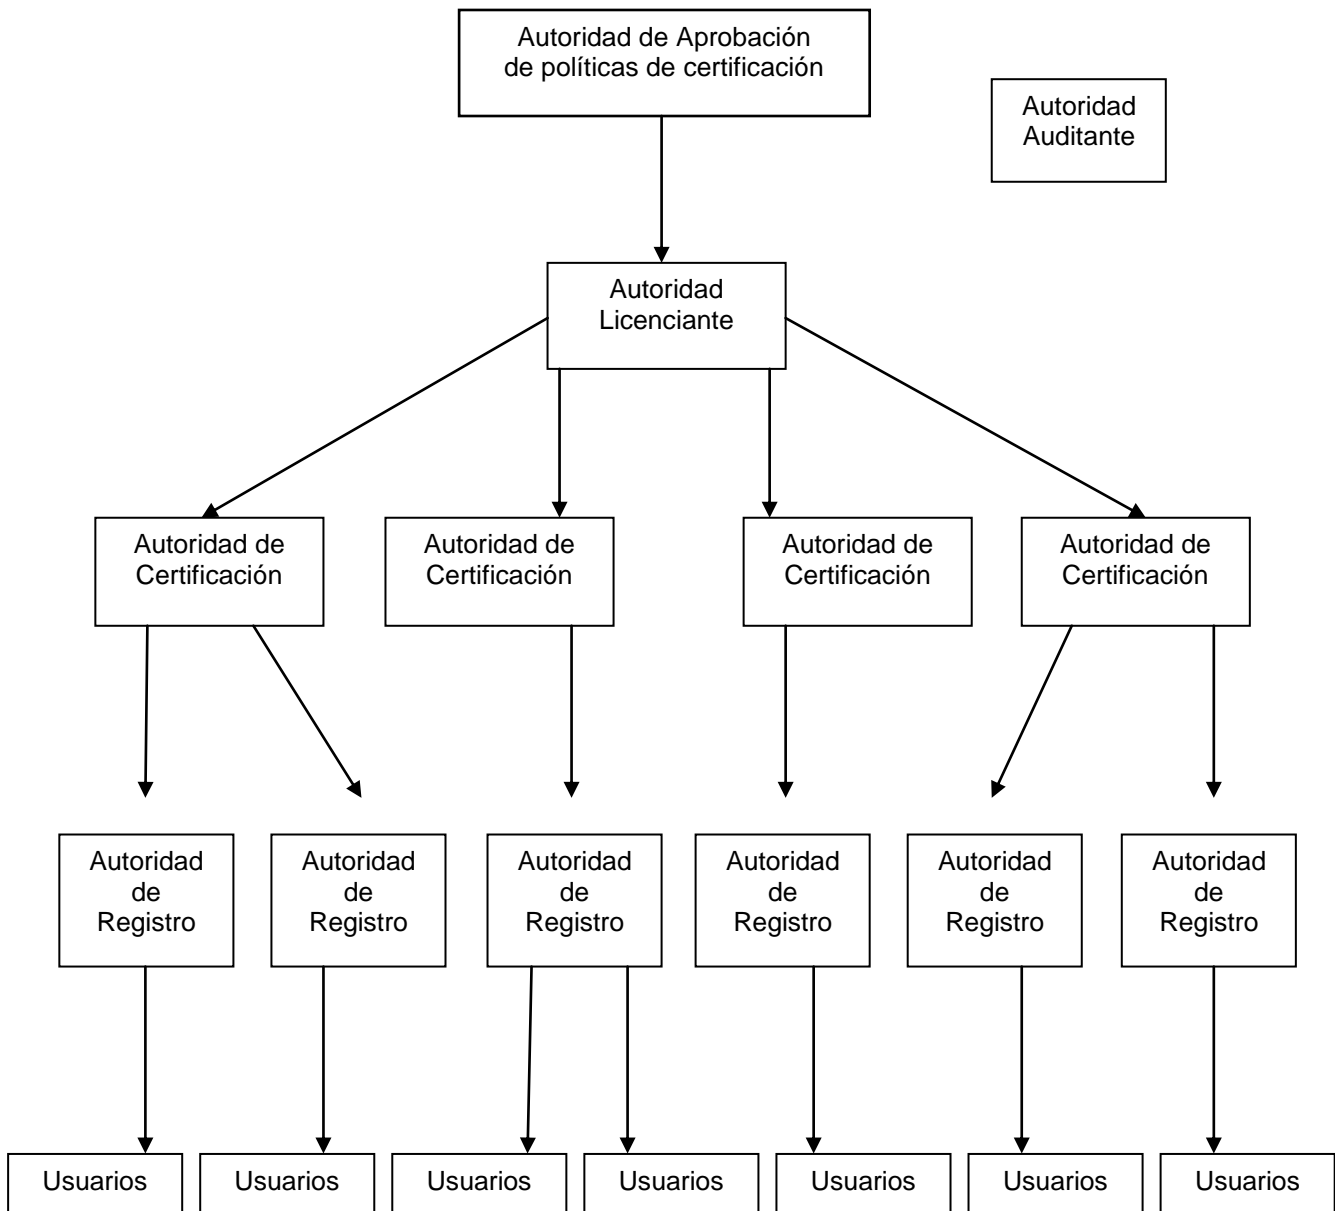 Autoridad de Aprobación
de políticas de certificación
Autoridad
Auditante
Autoridad
Licenciante
Autoridad de
Certificación
Autoridad de
Certificación
Autoridad de
Certificación
Autoridad de
Certificación
Autoridad
de
Registro
Autoridad
de
Registro
Autoridad
de
Registro
Autoridad
de
Registro
Autoridad
de
Registro
Autoridad
de
Registro
Usuarios
Usuarios
Usuarios
Usuarios
Usuarios
Usuarios
Usuarios